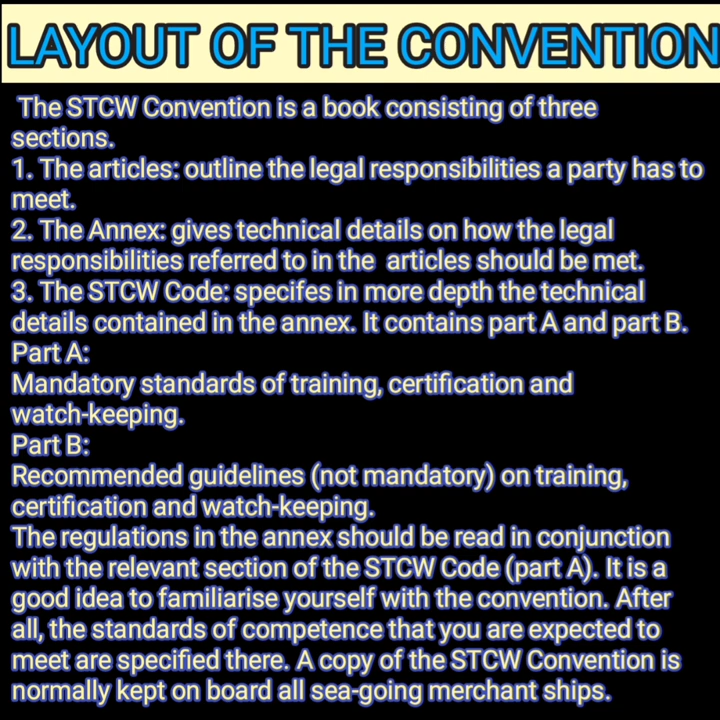 LAYOUT OF THE CONVENTION
The STCW Convention is a book consisting of three
sections.
1. The articles: outline the legal responsibilities a party has to
meet.
2. The Annex: gives technical details on how the legal
responsibilities referred to in the articles should be met.
3. The STCW Code: specifes in more depth the technical
details contained in the annex. It contains part A and part B.
Part A:
Mandatory standards of training, certification and
watch-keeping.
Part B:
Recommended guidelines (not mandatory) on training,
certification and watch-keeping.
The regulations in the annex should be read in conjunction
with the relevant section of the STCW Code (part A). It is a
good idea to familiarise yourself with the convention. After
all, the standards of competence that you are expected to
meet are specified there. A copy of the STCW Convention is
normally kept on board all sea-going merchant ships.